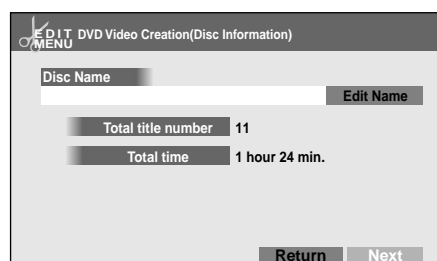 EDIT MENU DVD Video Creation(Disc Information)
Disc Name
Edit Name
Total title number 11
Total time 1 hour 24 min.
Return Next